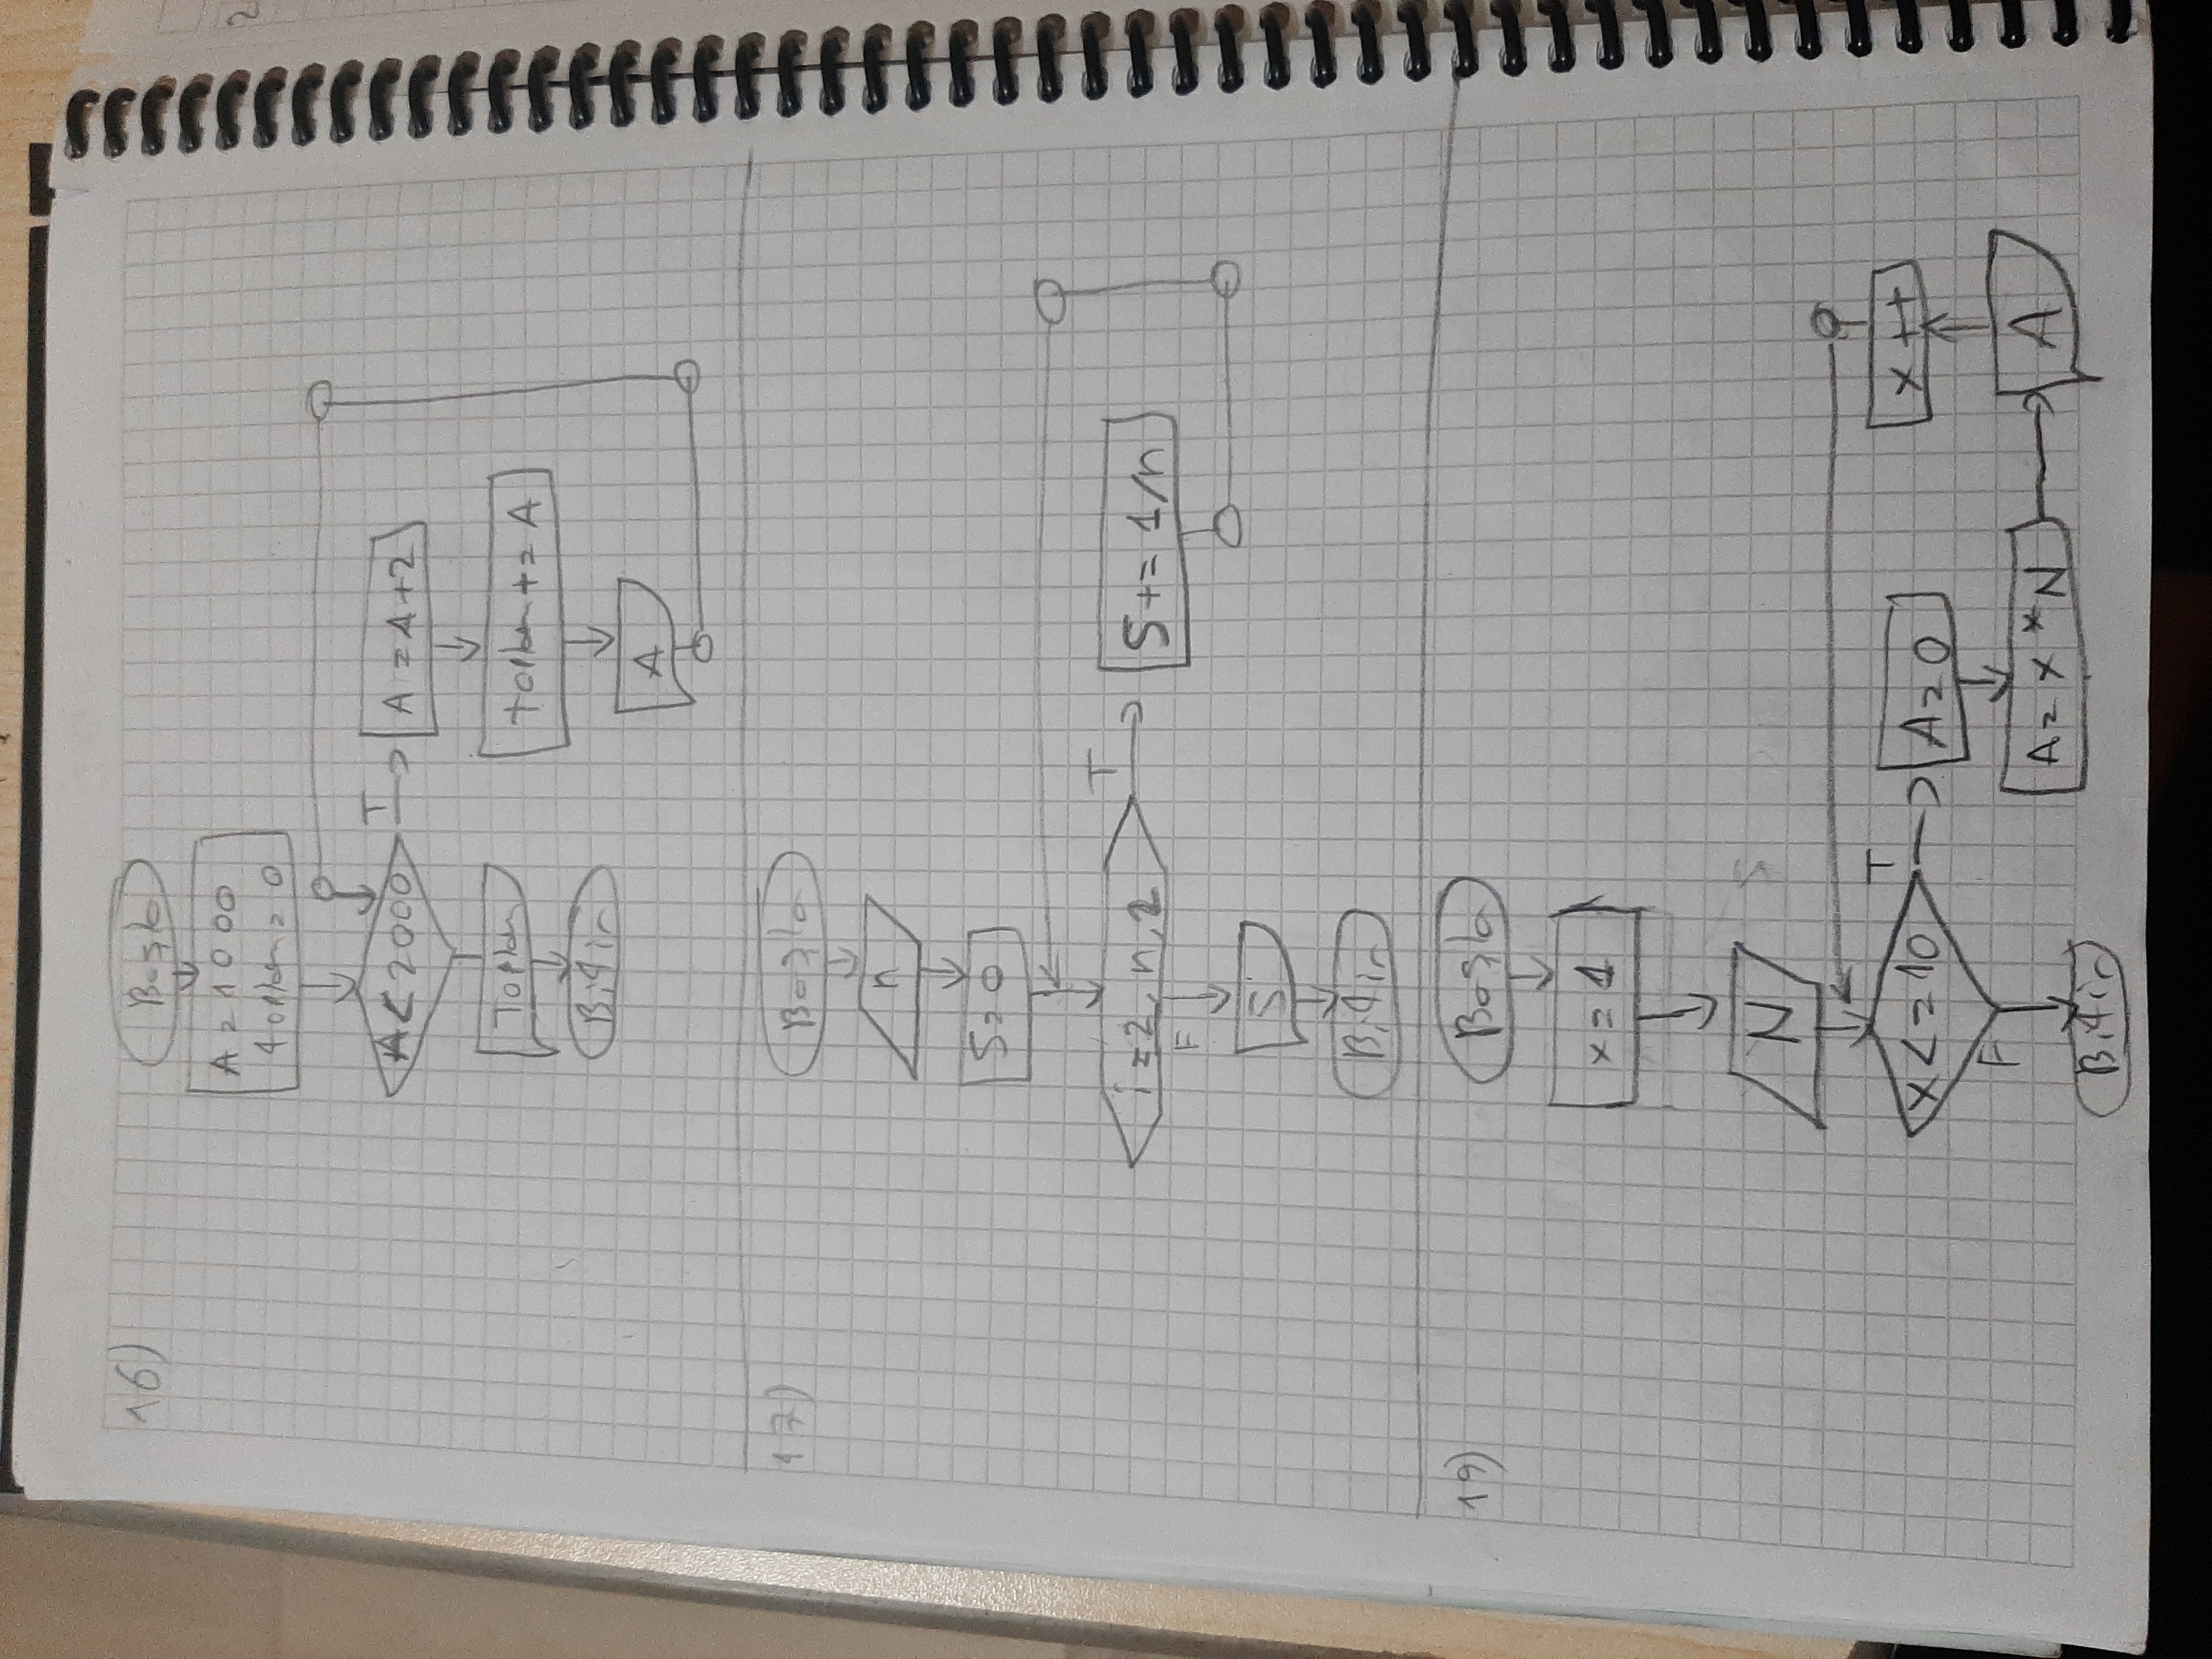 16)
Başla
A = 1000
toplam = 0
A < 2000
T
A = A+2
Toplam
toplam += A
Bitir
A
17)
Başla
n
S = 0
i = 2, n, 2
T
S += 1/n
F
S
Bitir
19)
Başla
x = 1
N
x <= 10
T
A = 0
x ++
F
A = x * N
A
Bitir